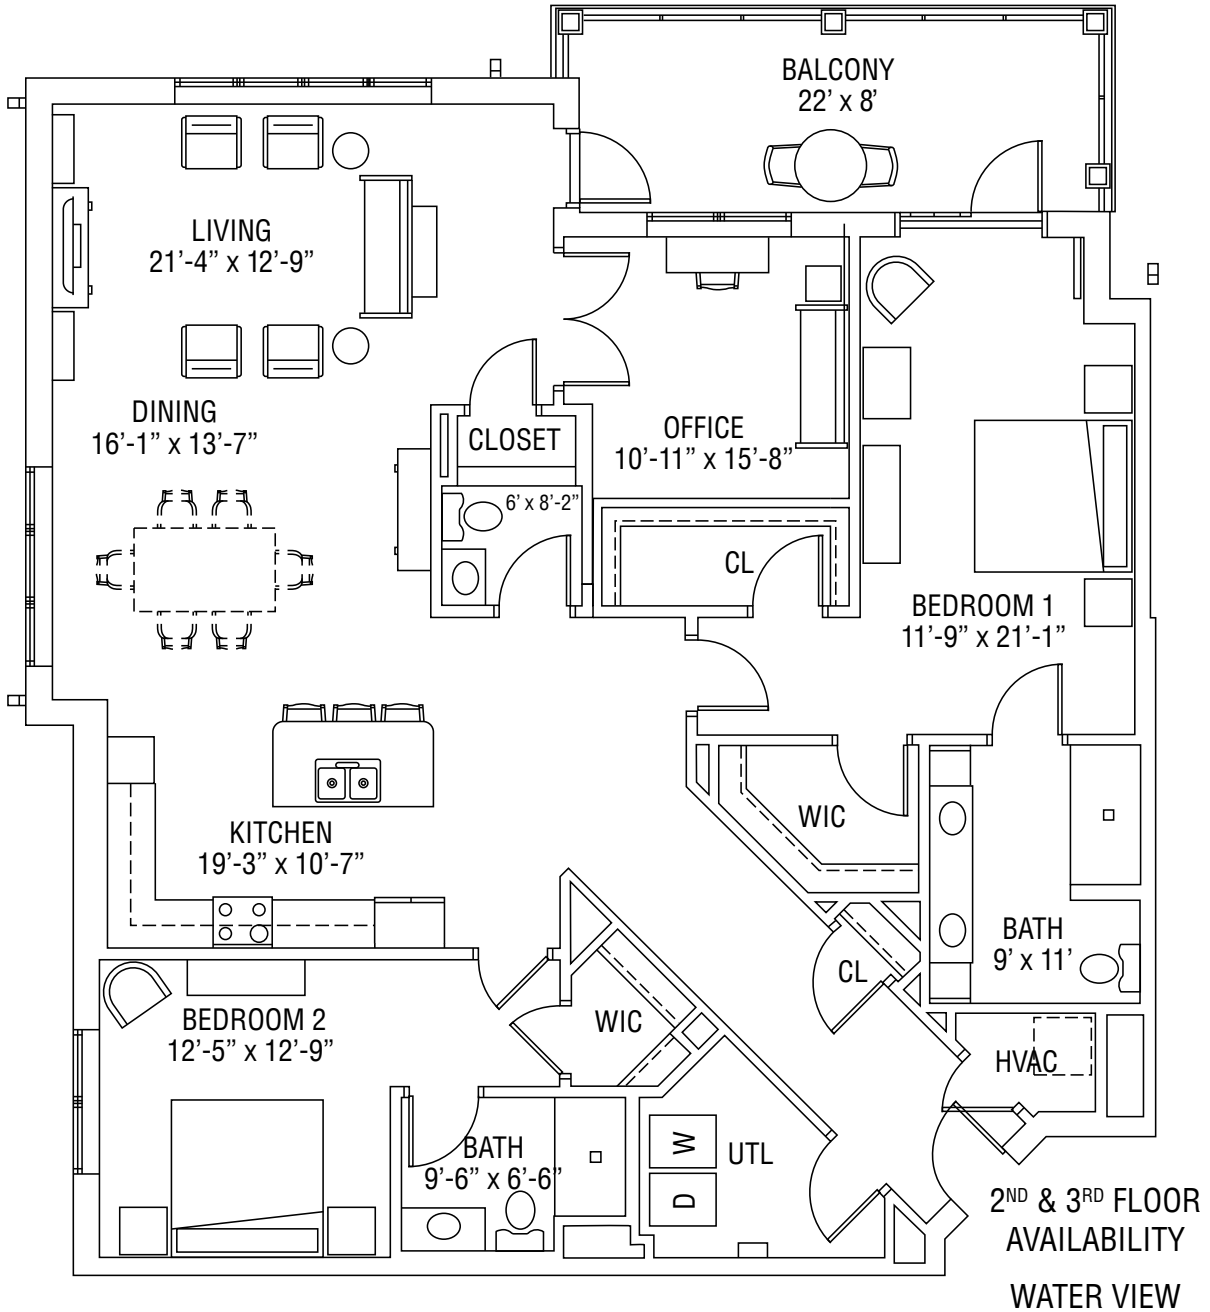 BALCONY
22’ x 8’
LIVING
21’-4” x 12’-9”
DINING
16’-1” x 13’-7”
CLOSET
6’ x 8’-2”
OFFICE
10’-11” x 15’-8”
CL
BEDROOM 1
11’-9” x 21’-1”
KITCHEN
19’-3” x 10’-7”
WIC
BATH
9’ x 11’
CL
BEDROOM 2
12’-5” x 12’-9”
WIC
HVAC
BATH
9’-6” x 6’-6”
W
D
UTL
2ND & 3RD FLOOR
AVAILABILITY
WATER VIEW